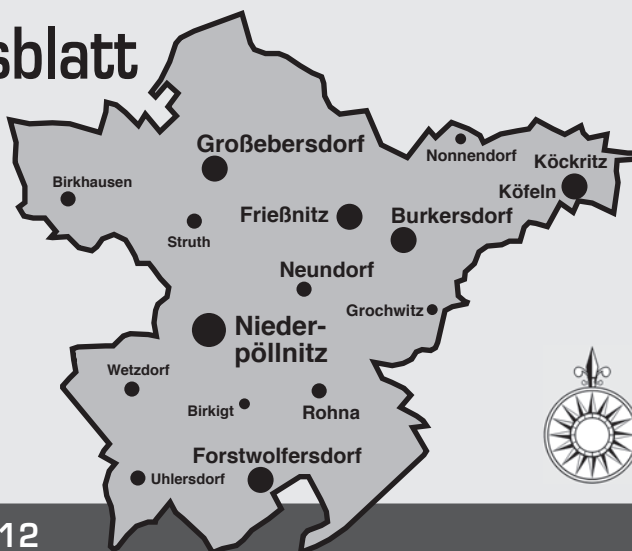 sblatt
Großebersdorf
Nonnendorf
Köckritz
Birkhausen
Köfeln
Frießnitz
Burkersdorf
Struth
Neundorf
Grochwitz
Nieder-
pöllnitz
Wetzdorf
Birkigt
Rohna
Forstwolfersdorf
Uhlersdorf
12